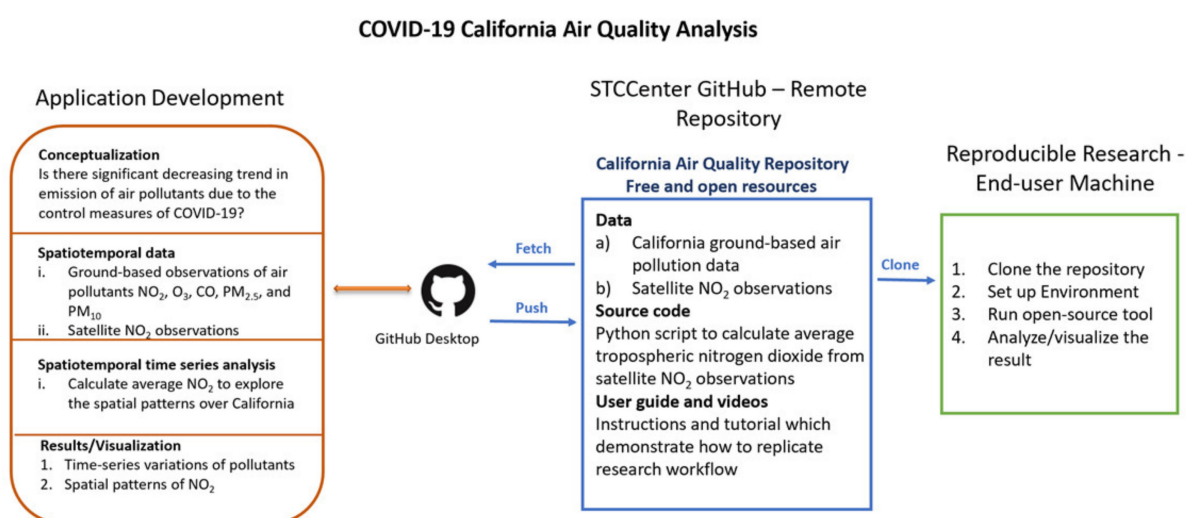 COVID-19 California Air Quality Analysis
Application Development
Conceptualization
Is there significant decreasing trend in
emission of air pollutants due to the
control measures of COVID-19?
Spatiotemporal data
i. Ground-based observations of air
pollutants NO₂, O₃, CO, PM₂.₅, and
PM₁₀
ii. Satellite NO₂ observations
Spatiotemporal time series analysis
i. Calculate average NO₂ to explore
the spatial patterns over California
Results/Visualization
1. Time-series variations of pollutants
2. Spatial patterns of NO₂
GitHub Desktop
Fetch
Push
STCCenter GitHub – Remote
Repository
California Air Quality Repository
Free and open resources
Data
a) California ground-based air
pollution data
b) Satellite NO₂ observations
Source code
Python script to calculate average
tropospheric nitrogen dioxide from
satellite NO₂ observations
User guide and videos
Instructions and tutorial which
demonstrate how to replicate
research workflow
Clone
Reproducible Research -
End-user Machine
1. Clone the repository
2. Set up Environment
3. Run open-source tool
4. Analyze/visualize the
result